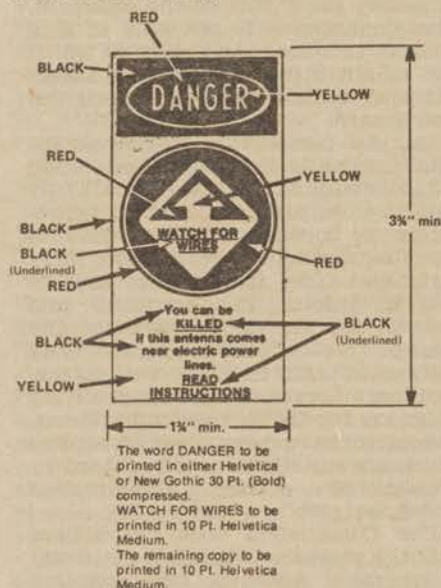 RED
BLACK
DANGER
YELLOW
RED
YELLOW
BLACK
WATCH FOR
WIRES
3¾" min.
BLACK
(Underlined)
RED
RED
You can be
KILLED
if this antenna comes
near electric power
lines.
READ
INSTRUCTIONS
BLACK
YELLOW
BLACK
(Underlined)
1¾" min.
The word DANGER to be
printed in either Helvetica
or New Gothic 30 Pt. (Bold)
compressed.
WATCH FOR WIRES to be
printed in 10 Pt. Helvetica
Medium.
The remaining copy to be
printed in 10 Pt. Helvetica
Medium.